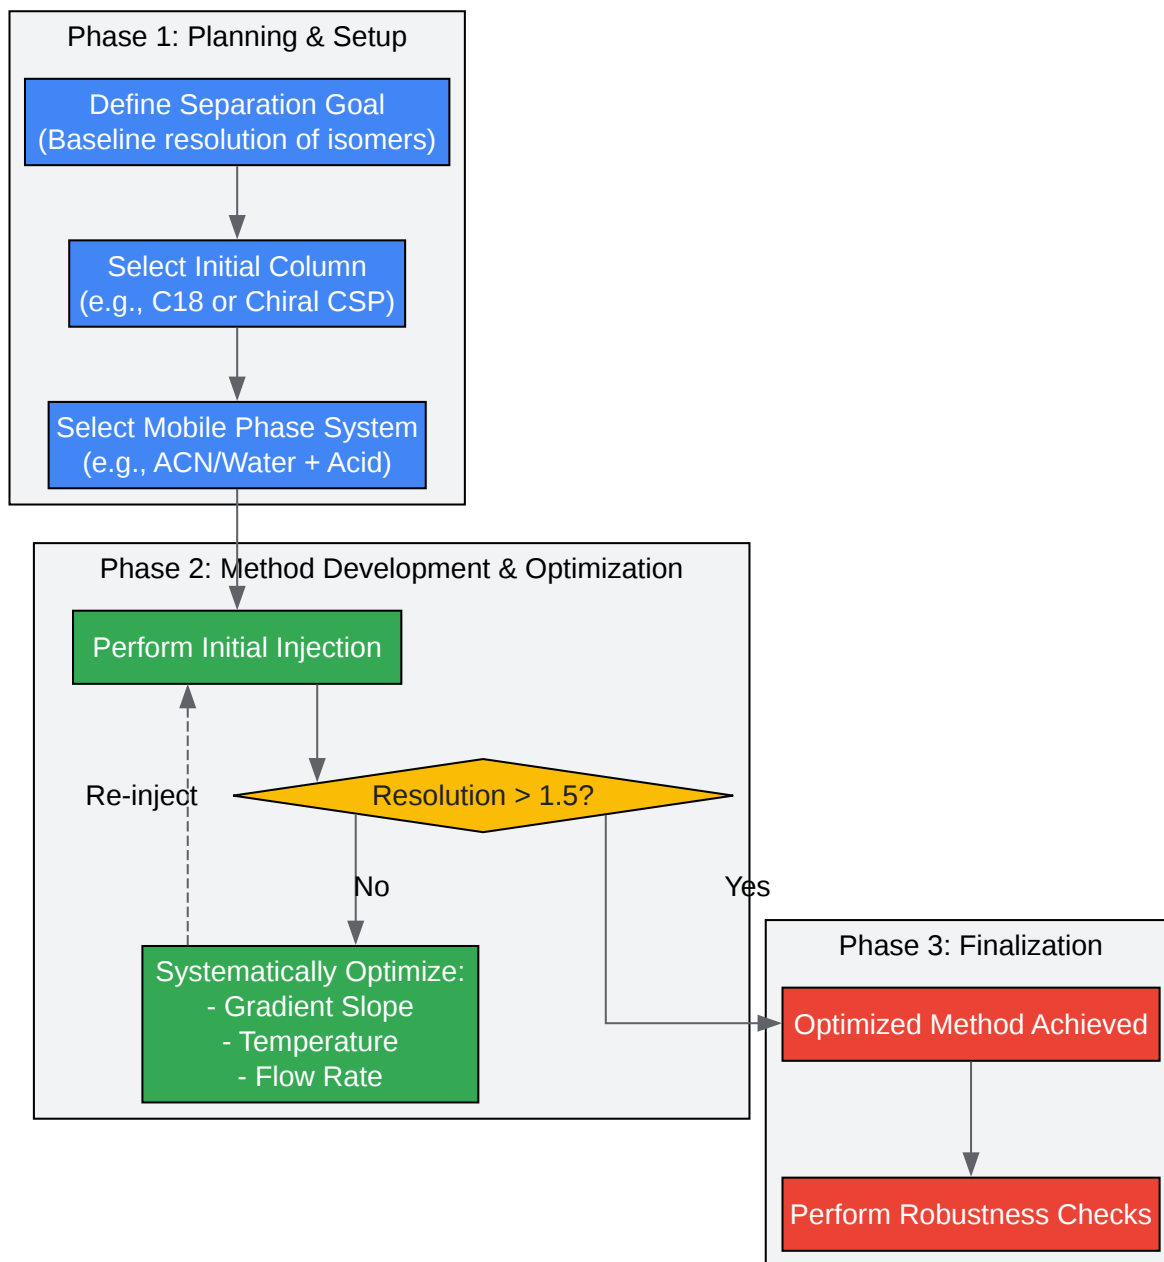 Phase 1: Planning & Setup
Define Separation Goal
(Baseline resolution of isomers)
Select Initial Column
(e.g., C18 or Chiral CSP)
Select Mobile Phase System
(e.g., ACN/Water + Acid)
Phase 2: Method Development & Optimization
Perform Initial Injection
Re-inject
Resolution > 1.5?
No
Yes
Systematically Optimize:
- Gradient Slope
- Temperature
- Flow Rate
Phase 3: Finalization
Optimized Method Achieved
Perform Robustness Checks